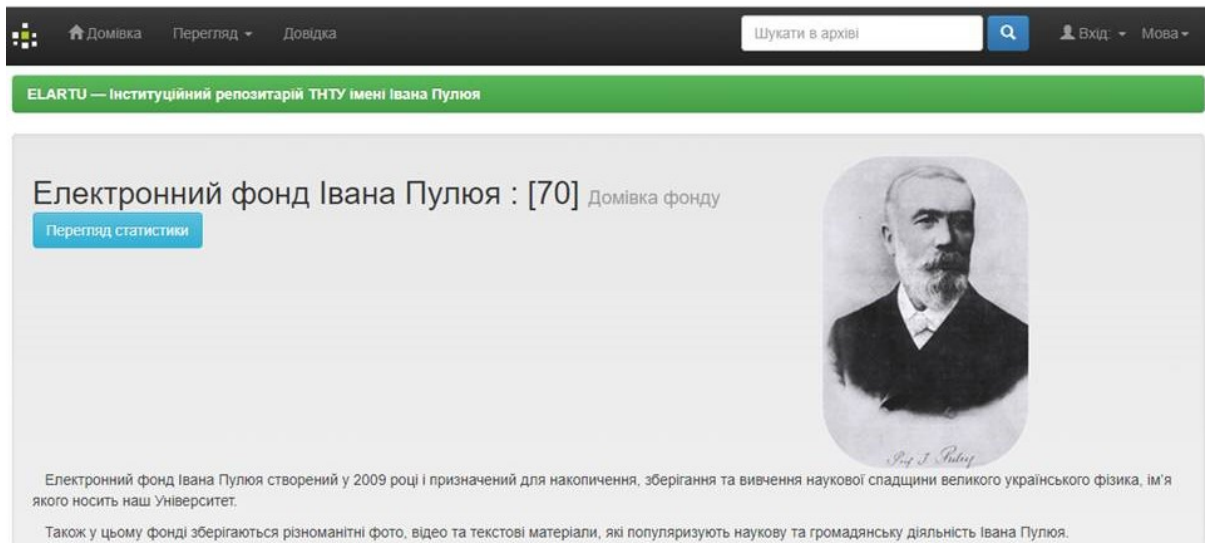 Домівка Перегляд Довідка Шукати в архіві Вхід: Мова
ELARTU — Інституційний репозитарій ТНТУ імені Івана Пулюя
Електронний фонд Івана Пулюя : [70] Домівка фонду
Перегляд статистики
Prof. J. Puluj
Електронний фонд Івана Пулюя створений у 2009 році і призначений для накопичення, зберігання та вивчення наукової спадщини великого українського фізика, ім’я
якого носить наш Університет.
Також у цьому фонді зберігаються різноманітні фото, відео та текстові матеріали, які популяризують наукову та громадянську діяльність Івана Пулюя.